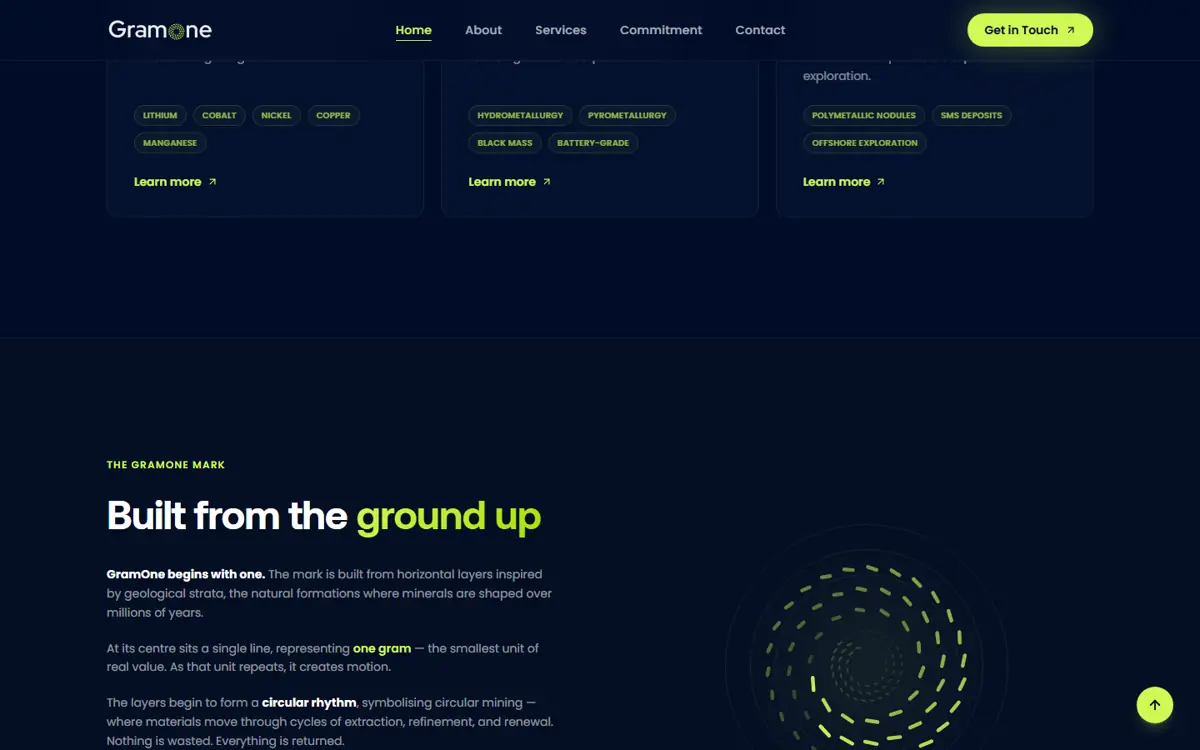 GramOne
Home
About
Services
Commitment
Contact
Get in Touch
exploration.
LITHIUM
COBALT
NICKEL
COPPER
MANGANESE
Learn more
HYDROMETALLURGY
PYROMETALLURGY
BLACK MASS
BATTERY-GRADE
Learn more
POLYMETALLIC NODULES
SMS DEPOSITS
OFFSHORE EXPLORATION
Learn more
THE GRAMONE MARK
Built from the ground up
GramOne begins with one. The mark is built from horizontal layers inspired
by geological strata, the natural formations where minerals are shaped over
millions of years.
At its centre sits a single line, representing one gram — the smallest unit of
real value. As that unit repeats, it creates motion.
The layers begin to form a circular rhythm, symbolising circular mining —
where materials move through cycles of extraction, refinement, and renewal.
Nothing is wasted. Everything is returned.